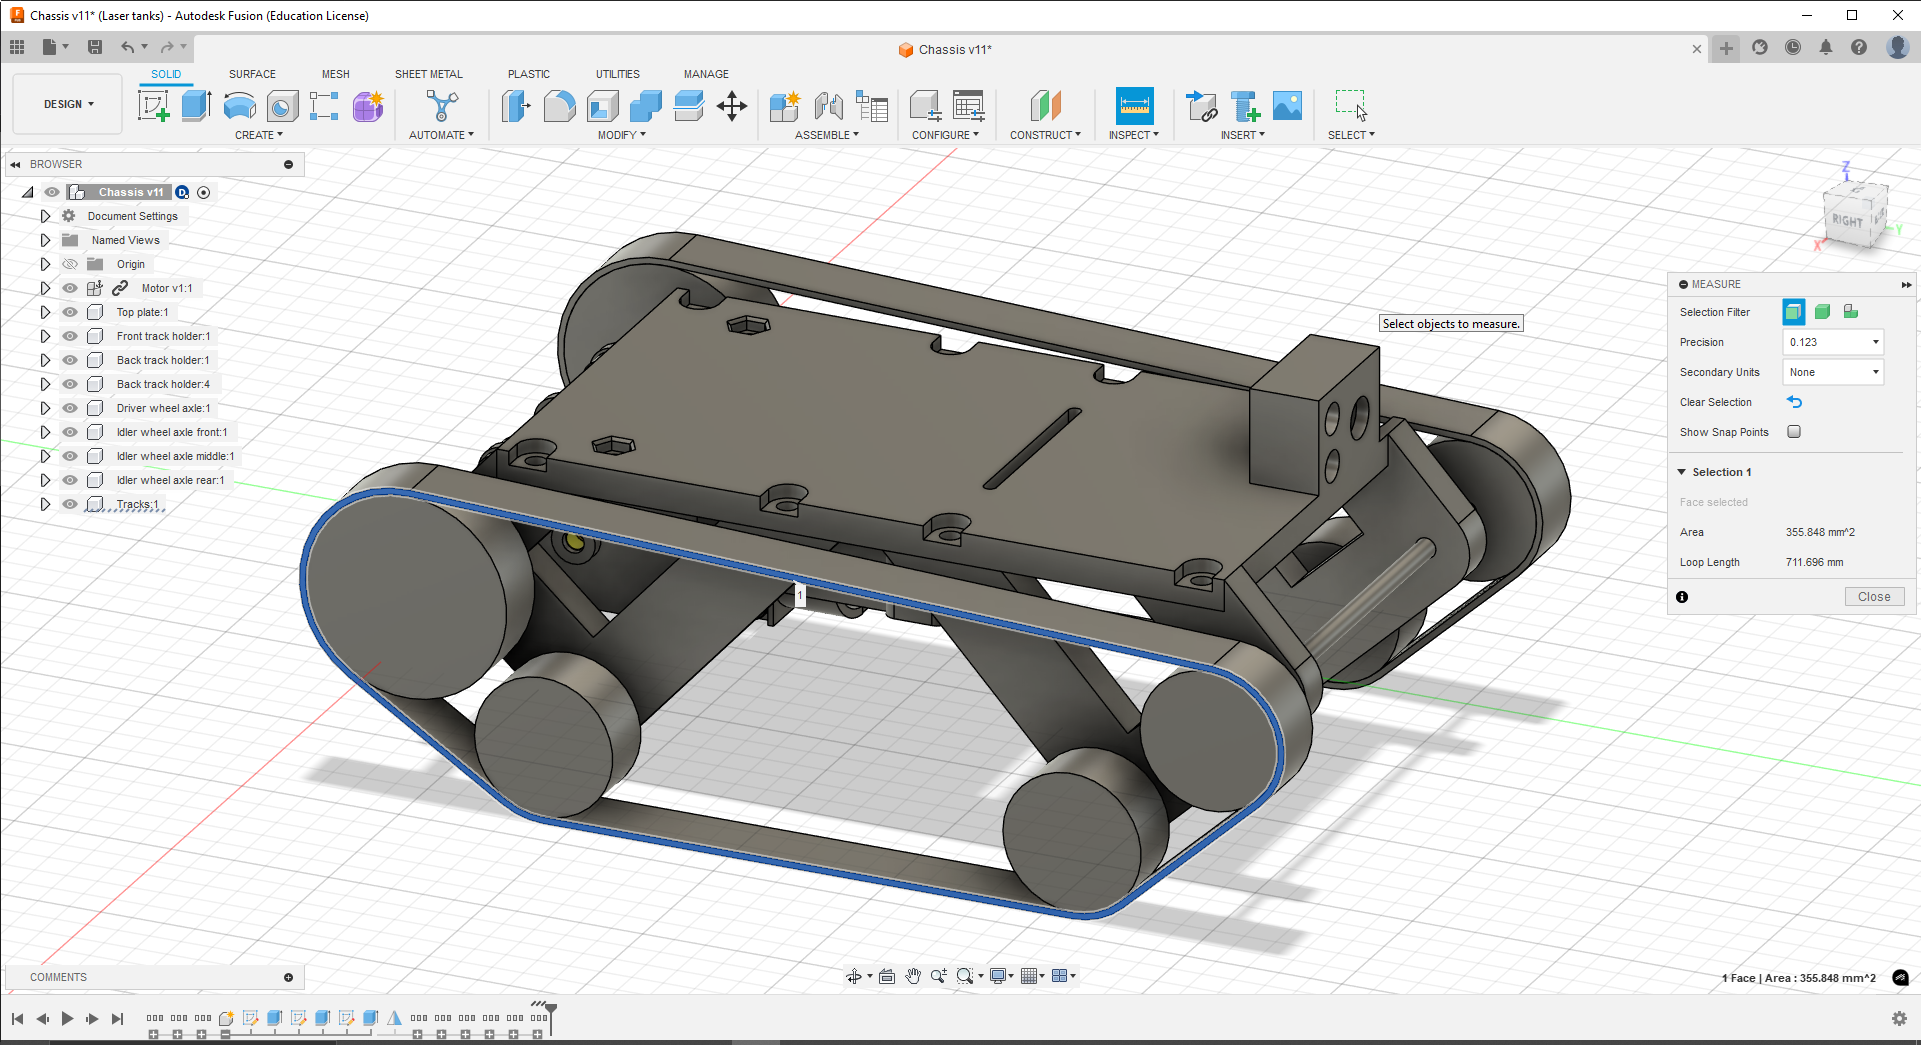 Chassis v11* (Laser tanks) - Autodesk Fusion (Education License)
Chassis v11*
SOLID SURFACE MESH SHEET METAL PLASTIC UTILITIES MANAGE
DESIGN
CREATE AUTOMATE MODIFY ASSEMBLE CONFIGURE CONSTRUCT INSPECT INSERT SELECT
BROWSER
Chassis v11
Document Settings
Named Views
Origin
Motor v1:1
Top plate:1
Front track holder:1
Back track holder:1
Back track holder:4
Driver wheel axle:1
Idler wheel axle front:1
Idler wheel axle middle:1
Idler wheel axle rear:1
Tracks:1
Z
RIGHT
X
Y
Select objects to measure.
1
MEASURE
Selection Filter
Precision 0.123
Secondary Units None
Clear Selection
Show Snap Points
Selection 1
Face selected
Area 355.848 mm^2
Loop Length 711.696 mm
Close
COMMENTS
1 Face | Area : 355.848 mm^2